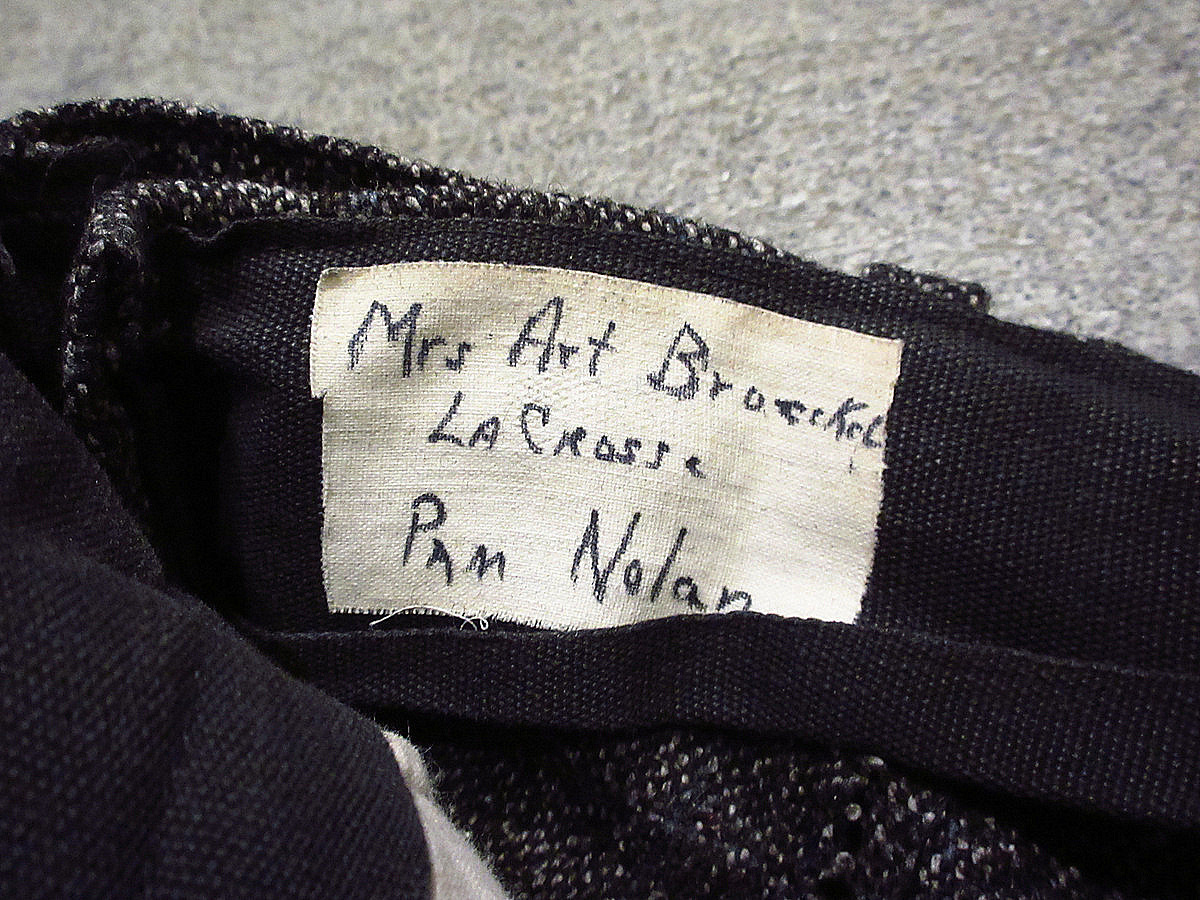 Mrs Art Broeckel
LaCrosse
Pam Nolan